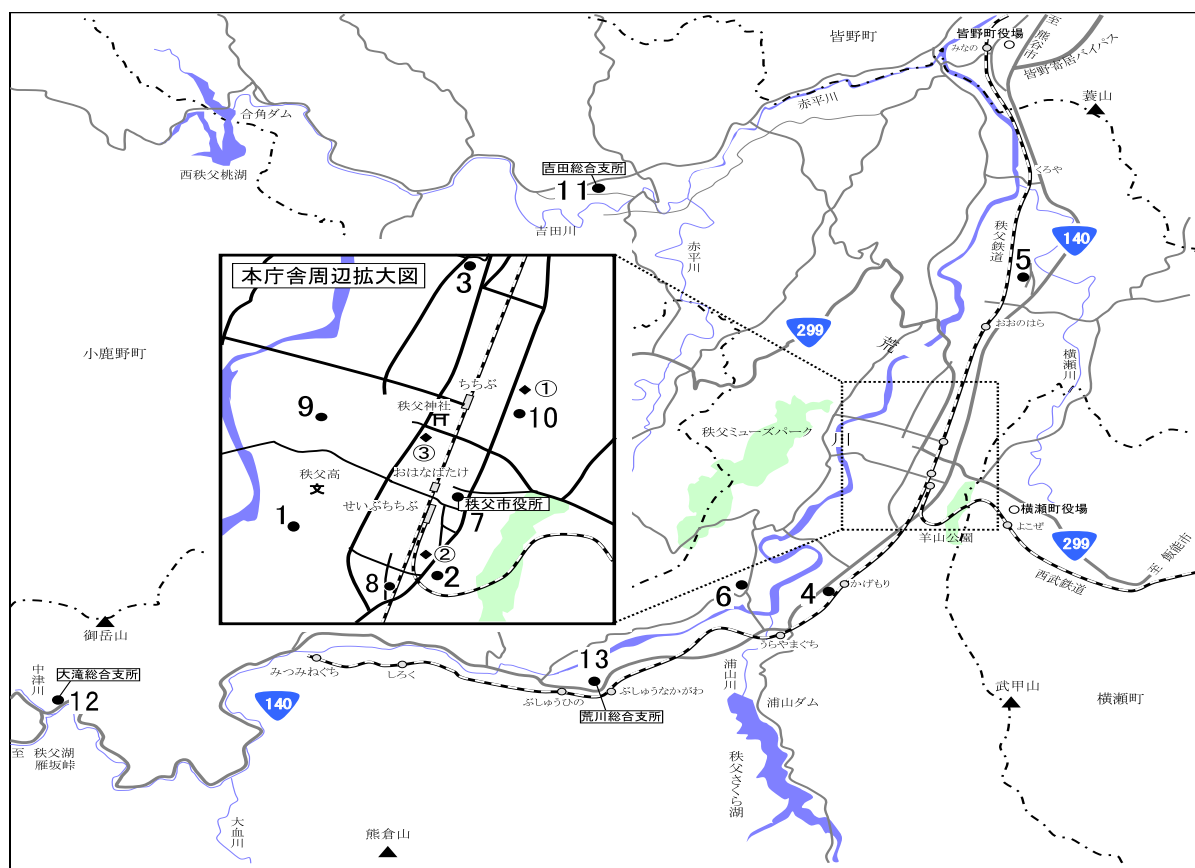 皆野町
皆野町役場
みなの
至 熊谷市
皆野寄居バイパス
赤平川
蓑山
合角ダム
西秩父桃湖
吉田総合支所
11
吉田川
くろや
秩父鉄道
140
5
赤平川
299
荒
川
おおのはら
横瀬川
小鹿野町
本庁舎周辺拡大図
3
ちちぶ
①
10
秩父神社
9
③
おはなばたけ
秩父高
文
せいぶちちぶ
秩父市役所
1
7
②
2
8
秩父ミューズパーク
横瀬町役場
よこぜ
羊山公園
299
至 飯能市
西武鉄道
6
4
かげもり
うらやまぐち
御岳山
中津川
大滝総合支所
12
至 秩父湖
雁坂峠
みつみねぐち
しろく
140
13
ぶしゅうひの
ぶしゅうなかがわ
荒川総合支所
浦山川
浦山ダム
秩父さくら湖
武甲山
横瀬町
大血川
熊倉山